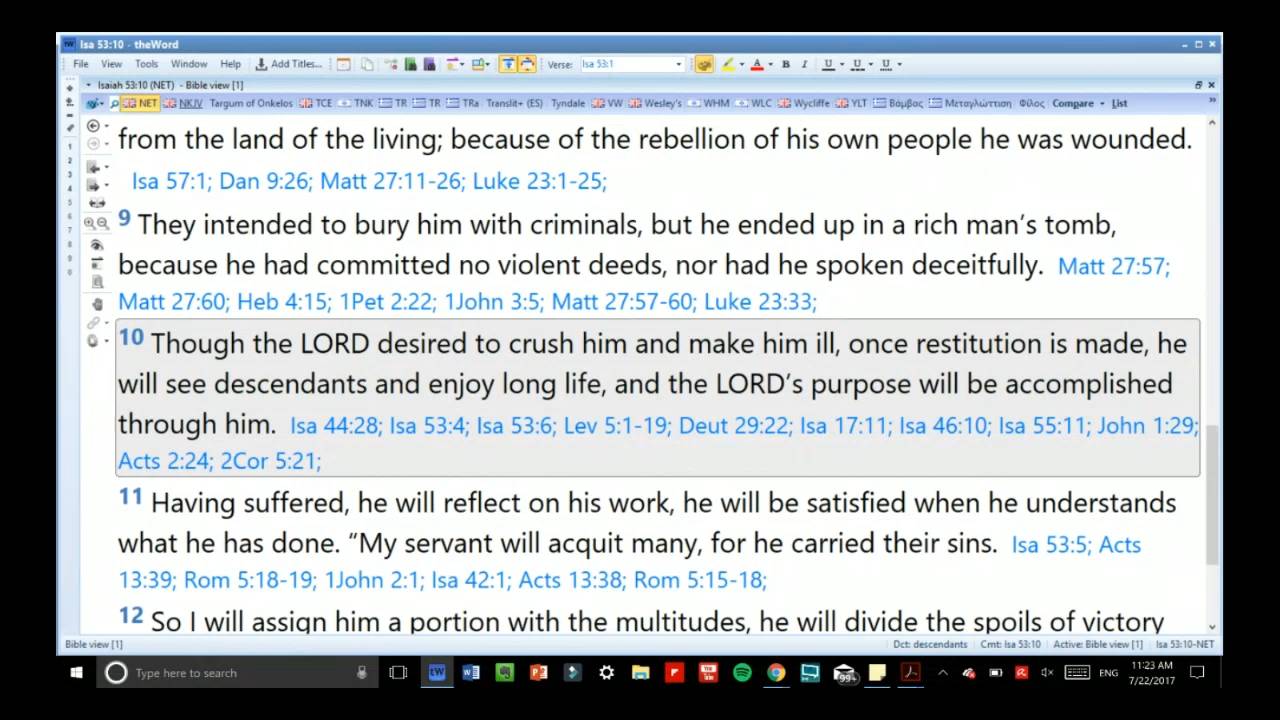 Isa 53:10 - theWord
File View Tools Window Help Add Titles... Verse: Isa 53:1 A B I U U U
Isaiah 53:10 (NET) - Bible view [1]
NET NKJV Targum of Onkelos TCE TNK TR TR TRa Translit+ (ES) Tyndale VW Wesley's WHM WLC Wycliffe YLT Βάμβας Μεταγλώττιση Φίλος Compare List
from the land of the living; because of the rebellion of his own people he was wounded.
Isa 57:1; Dan 9:26; Matt 27:11-26; Luke 23:1-25;
9 They intended to bury him with criminals, but he ended up in a rich man's tomb,
because he had committed no violent deeds, nor had he spoken deceitfully. Matt 27:57;
Matt 27:60; Heb 4:15; 1Pet 2:22; 1John 3:5; Matt 27:57-60; Luke 23:33;
10 Though the LORD desired to crush him and make him ill, once restitution is made, he
will see descendants and enjoy long life, and the LORD's purpose will be accomplished
through him. Isa 44:28; Isa 53:4; Isa 53:6; Lev 5:1-19; Deut 29:22; Isa 17:11; Isa 46:10; Isa 55:11; John 1:29;
Acts 2:24; 2Cor 5:21;
11 Having suffered, he will reflect on his work, he will be satisfied when he understands
what he has done. “My servant will acquit many, for he carried their sins. Isa 53:5; Acts
13:39; Rom 5:18-19; 1John 2:1; Isa 42:1; Acts 13:38; Rom 5:15-18;
12 So I will assign him a portion with the multitudes, he will divide the spoils of victory
Bible view [1] Dct: descendants Cmt: Isa 53:10 Active: Bible view [1] Isa 53:10-NET
Type here to search 99+ ENG 11:23 AM
7/22/2017